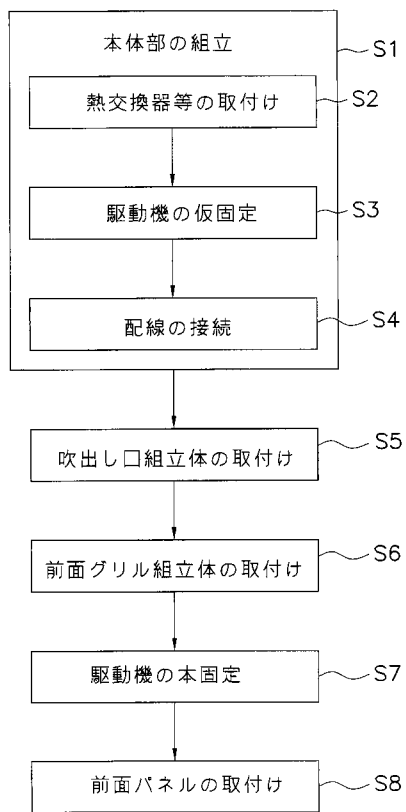 本体部の組立
S1
熱交換器等の取付け
S2
駆動機の仮固定
S3
配線の接続
S4
吹出し口組立体の取付け
S5
前面グリル組立体の取付け
S6
駆動機の本固定
S7
前面パネルの取付け
S8